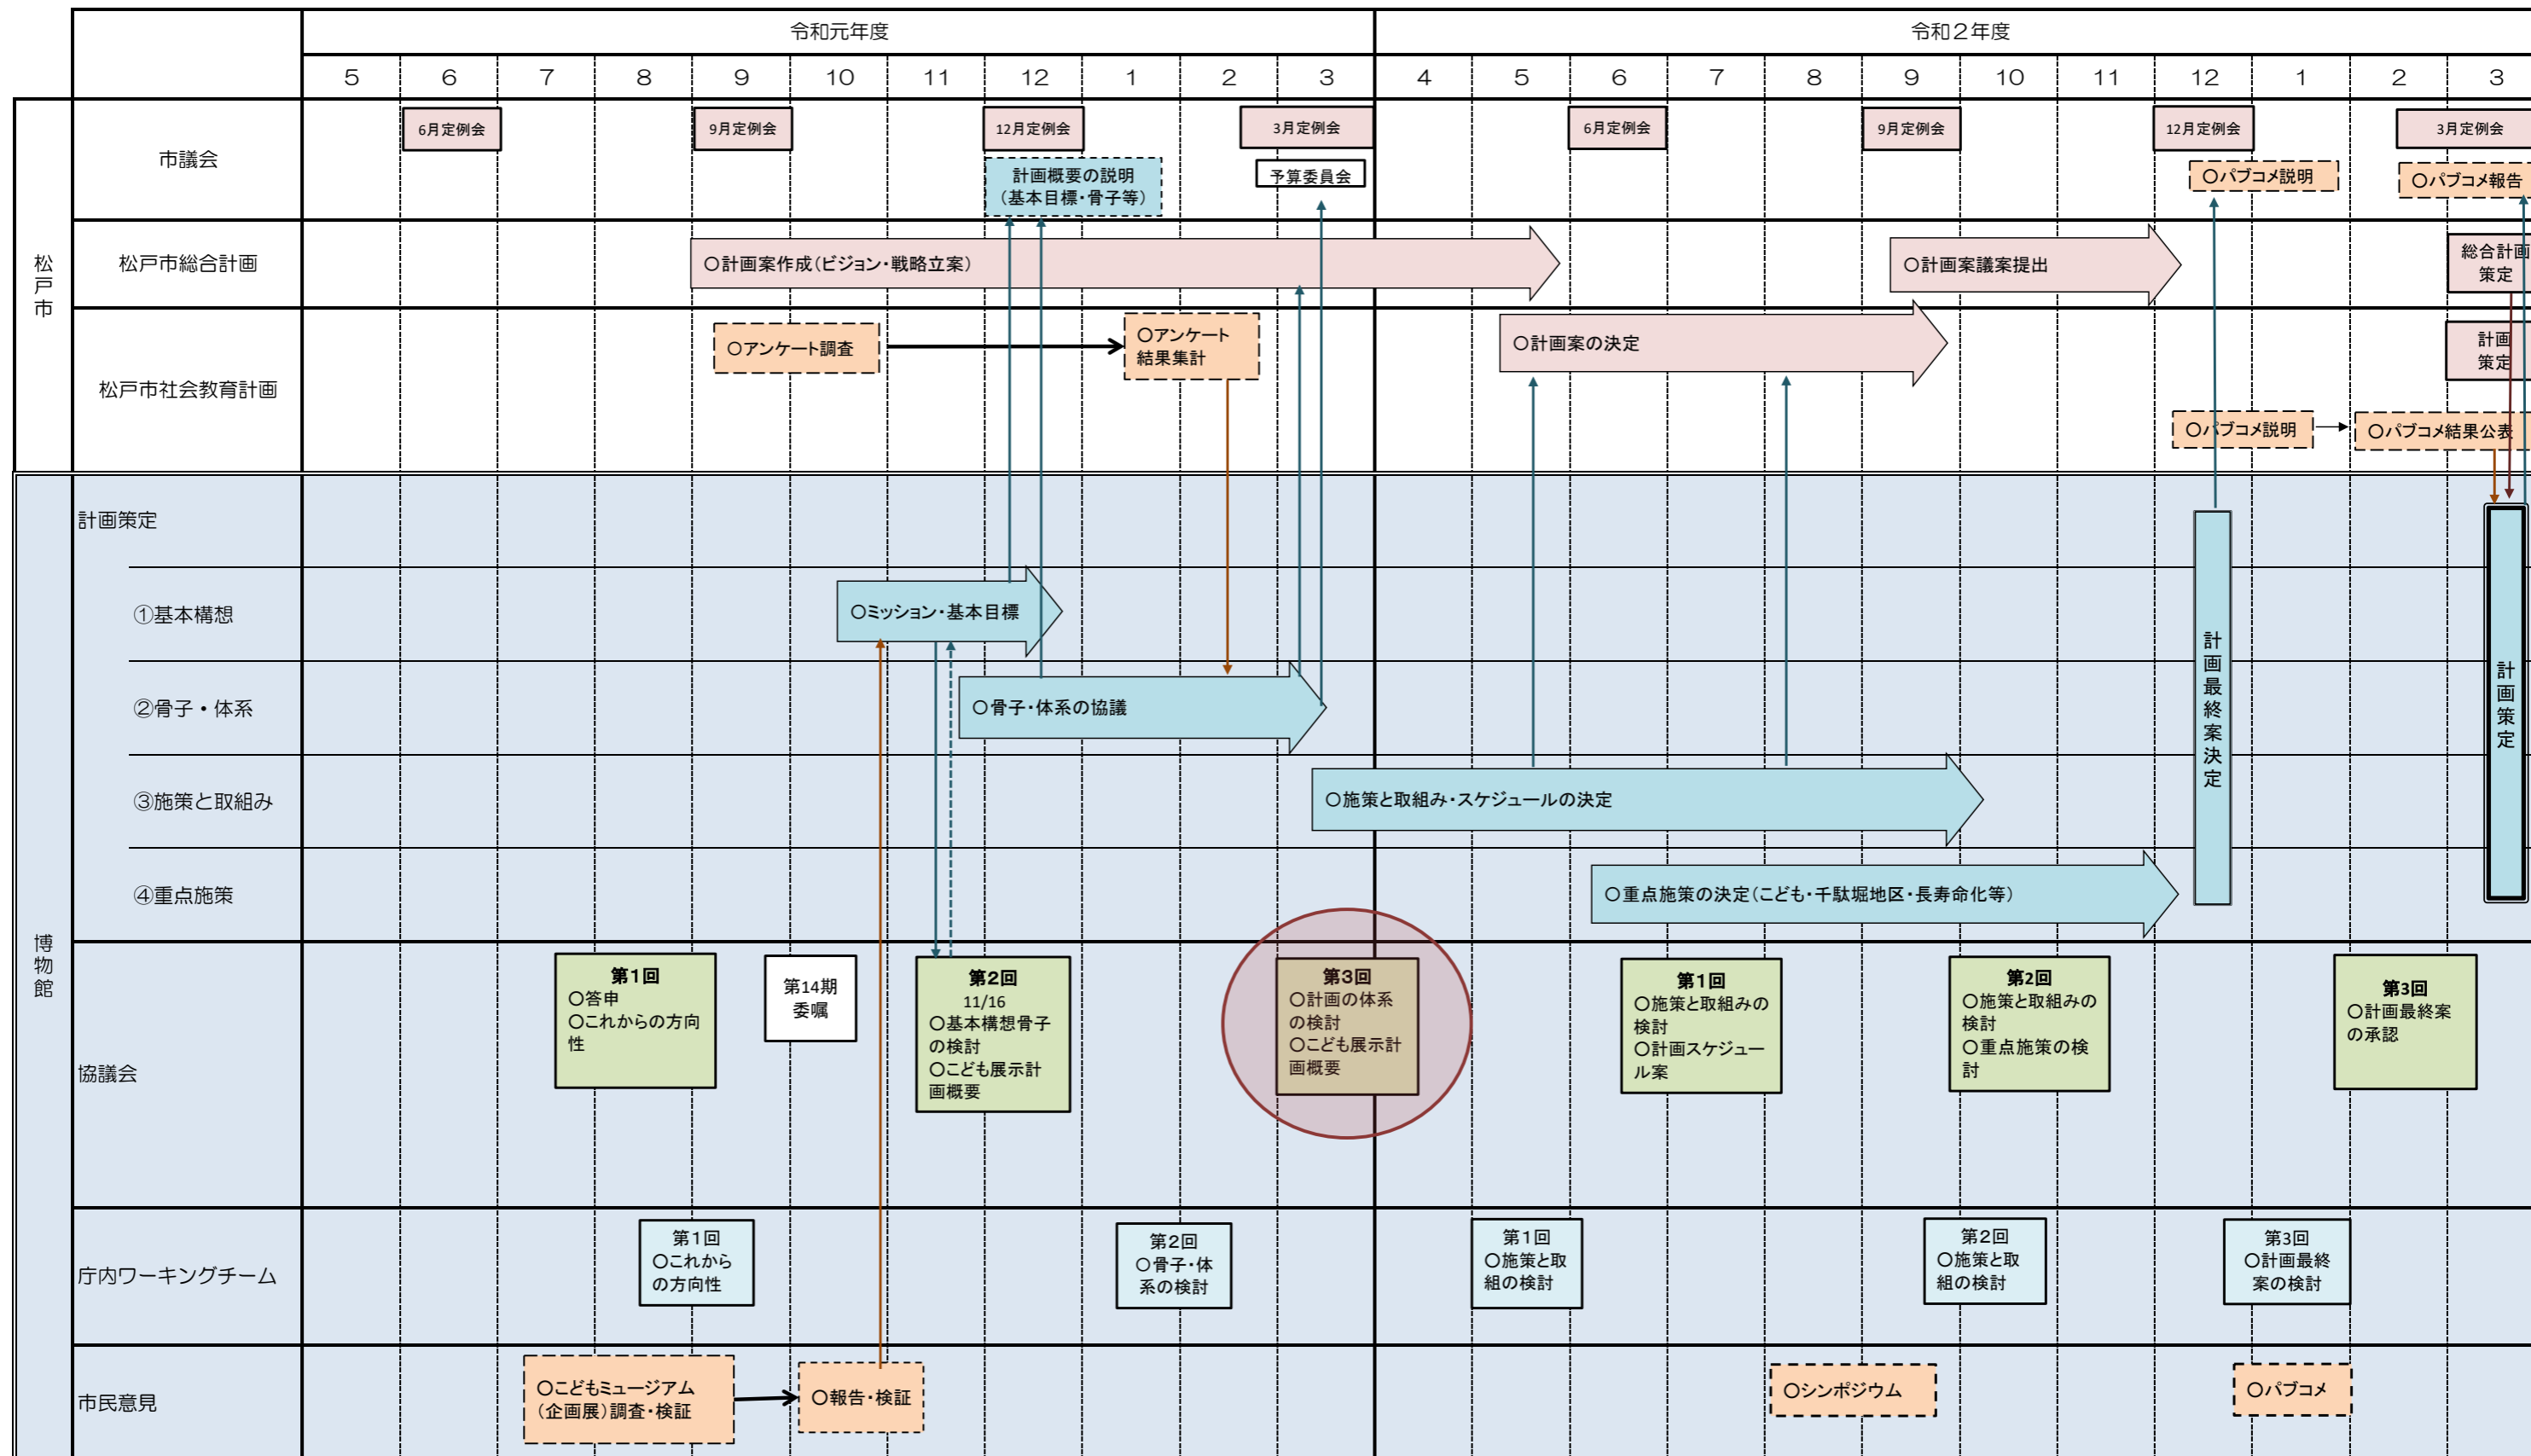 令和元年度
令和２年度
5 6 7 8 9 10 11 12 1 2 3 4 5 6 7 8 9 10 11 12 1 2 3
松戸市
市議会
6月定例会
9月定例会
12月定例会
3月定例会
6月定例会
9月定例会
12月定例会
3月定例会
計画概要の説明
（基本目標・骨子等）
予算委員会
○パブコメ説明
○パブコメ報告
松戸市総合計画
○計画案作成（ビジョン・戦略立案）
○計画案議案提出
総合計画
策定
松戸市社会教育計画
○アンケート調査
○アンケート
結果集計
○計画案の決定
計画
策定
○パブコメ説明
○パブコメ結果公表
博物館
計画策定
①基本構想
○ミッション・基本目標
②骨子・体系
○骨子・体系の協議
③施策と取組み
○施策と取組み・スケジュールの決定
④重点施策
○重点施策の決定（こども・千駄堀地区・長寿命化等）
計画最終案決定
計画策定
協議会
第１回
○答申
○これからの方向
性
第14期
委嘱
第２回
11/16
○基本構想骨子
の検討
○こども展示計
画概要
第３回
○計画の体系
の検討
○こども展示計
画概要
第１回
○施策と取組みの
検討
○計画スケジュー
ル案
第2回
○施策と取組みの
検討
○重点施策の検
討
第3回
○計画最終案
の承認
庁内ワーキングチーム
第１回
○これから
の方向性
第２回
○骨子・体
系の検討
第１回
○施策と取
組の検討
第２回
○施策と取
組の検討
第3回
○計画最終
案の検討
市民意見
○こどもミュージアム
（企画展）調査・検証
○報告・検証
○シンポジウム
○パブコメ